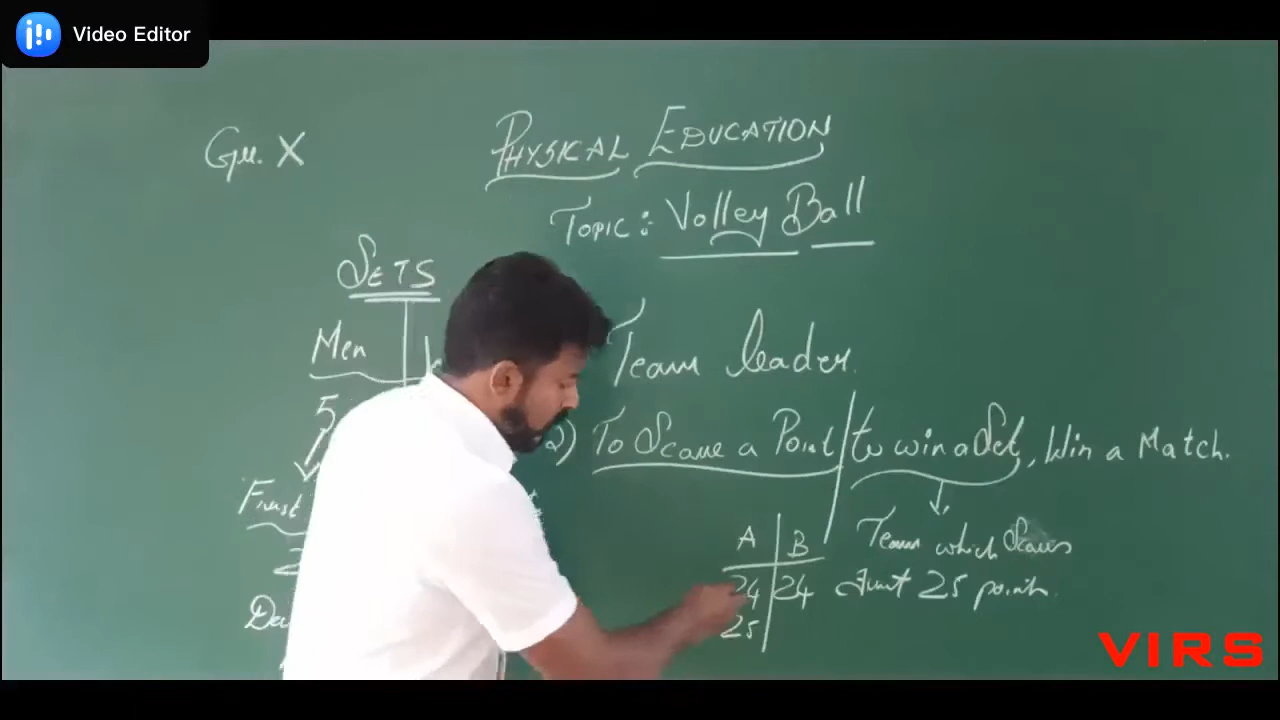 Video Editor
Gr. X
PHYSICAL EDUCATION
TOPIC: Volley Ball
SETS
Men
Team leader.
5
2) To Score a Point / to win a Set, Win a Match.
First
A B Team which Scores
24 24 first 25 points.
25
VIRS